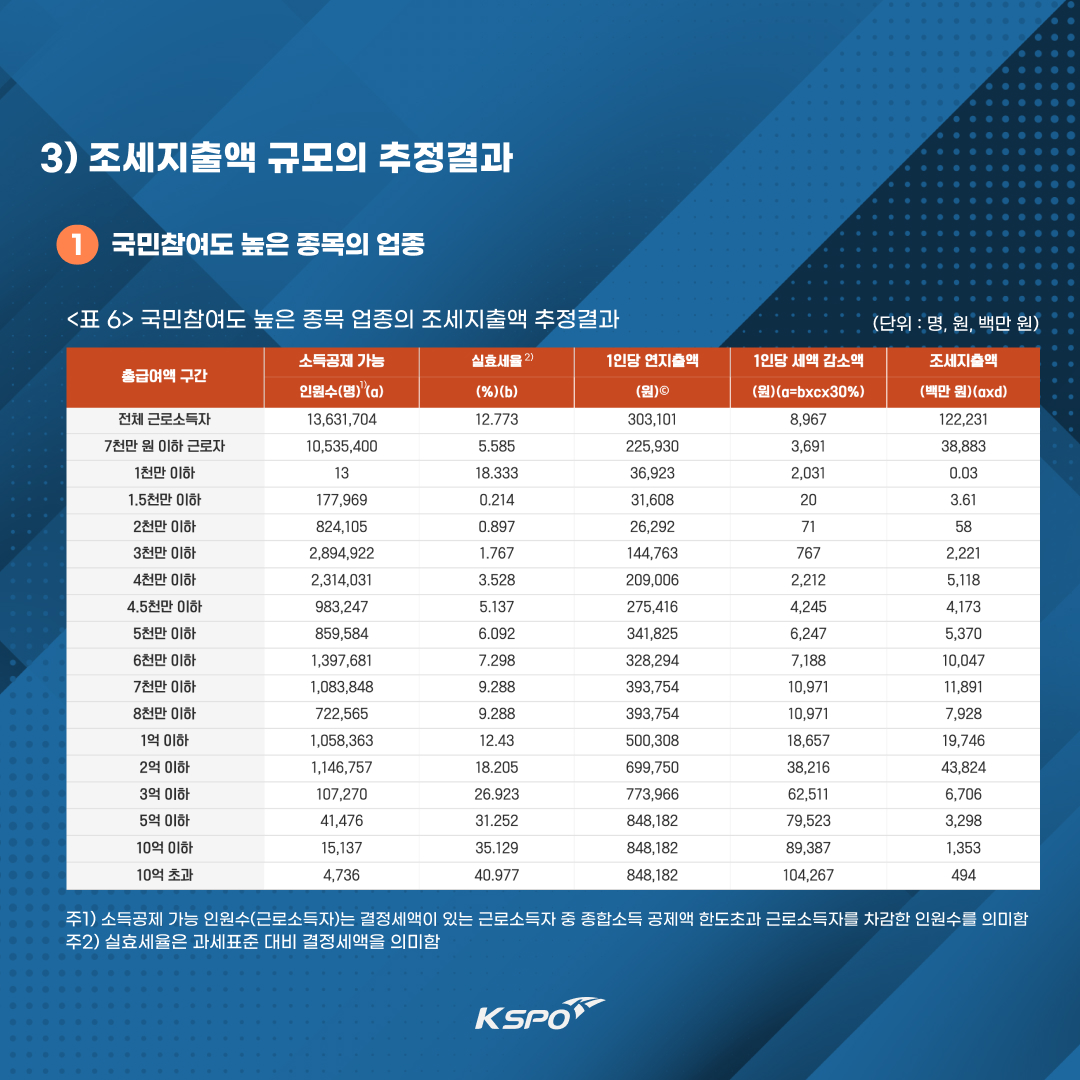 3) 조세지출액 규모의 추정결과
1 국민참여도 높은 종목의 업종
<표 6> 국민참여도 높은 종목 업종의 조세지출액 추정결과
(단위 : 명, 원, 백만 원)
총급여액 구간 소득공제 가능 인원수(명)1)(a) 실효세율2) (%)(b) 1인당 연지출액 (원)© 1인당 세액 감소액 (원)(a=bxcx30%) 조세지출액 (백만 원)(axd)
전체 근로소득자 13,631,704 12.773 303,101 8,967 122,231
7천만 원 이하 근로자 10,535,400 5.585 225,930 3,691 38,883
1천만 이하 13 18.333 36,923 2,031 0.03
1.5천만 이하 177,969 0.214 31,608 20 3.61
2천만 이하 824,105 0.897 26,292 71 58
3천만 이하 2,894,922 1.767 144,763 767 2,221
4천만 이하 2,314,031 3.528 209,006 2,212 5,118
4.5천만 이하 983,247 5.137 275,416 4,245 4,173
5천만 이하 859,584 6.092 341,825 6,247 5,370
6천만 이하 1,397,681 7.298 328,294 7,188 10,047
7천만 이하 1,083,848 9.288 393,754 10,971 11,891
8천만 이하 722,565 9.288 393,754 10,971 7,928
1억 이하 1,058,363 12.43 500,308 18,657 19,746
2억 이하 1,146,757 18.205 699,750 38,216 43,824
3억 이하 107,270 26.923 773,966 62,511 6,706
5억 이하 41,476 31.252 848,182 79,523 3,298
10억 이하 15,137 35.129 848,182 89,387 1,353
10억 초과 4,736 40.977 848,182 104,267 494
주1) 소득공제 가능 인원수(근로소득자)는 결정세액이 있는 근로소득자 중 종합소득 공제액 한도초과 근로소득자를 차감한 인원수를 의미함
주2) 실효세율은 과세표준 대비 결정세액을 의미함
KSPO